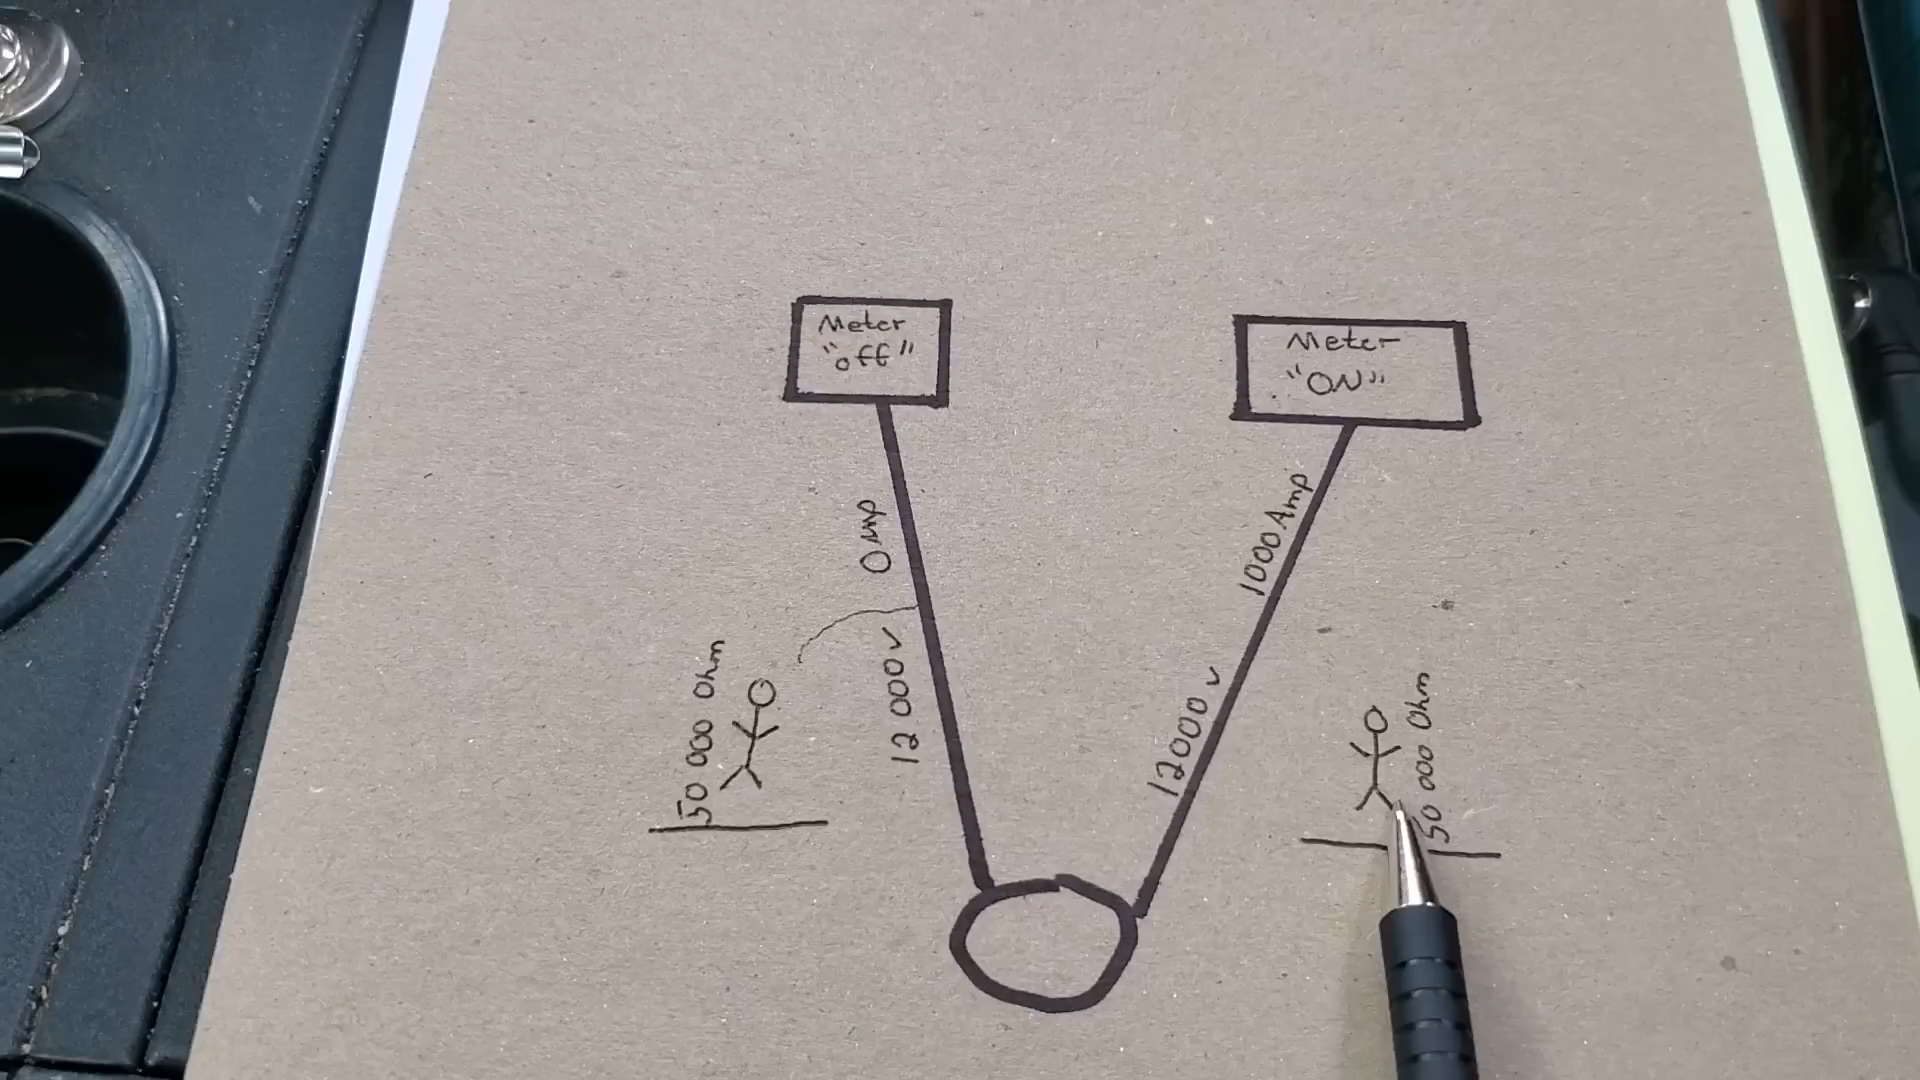 Meter
"off"
Meter
"ON"
0 Amp
1000 Amp
12 000 v
12000 v
50 000 Ohm
50 000 Ohm